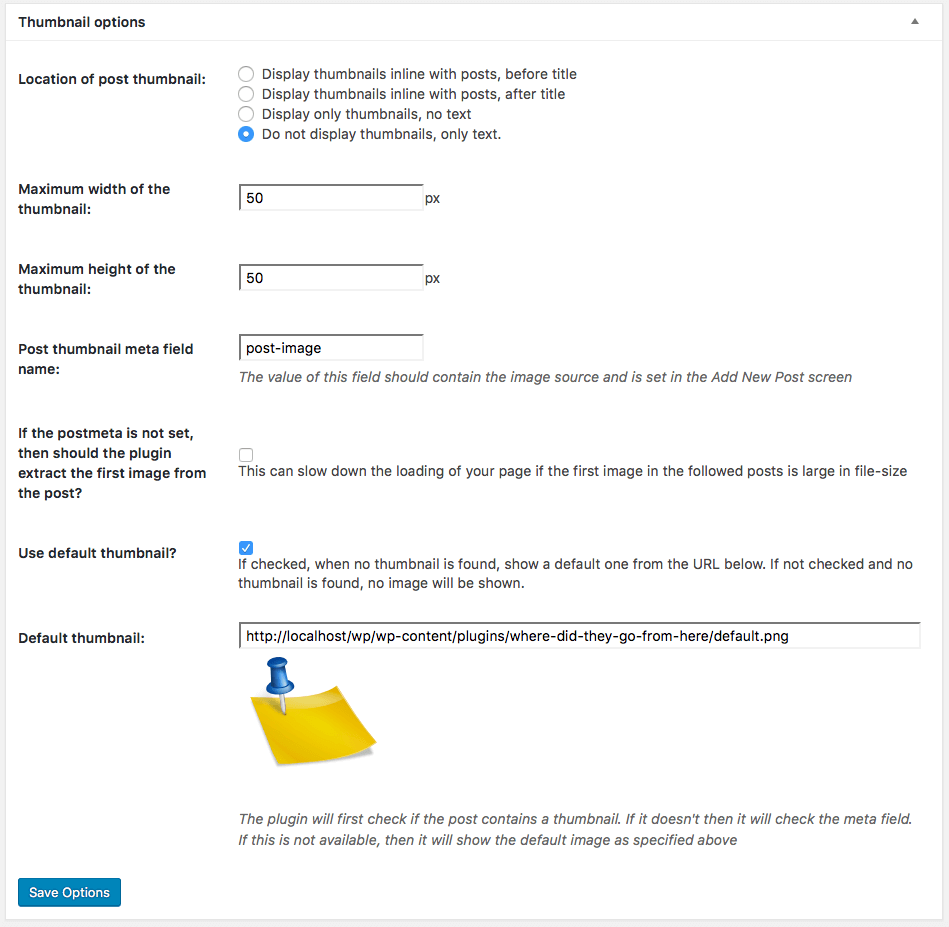 Thumbnail options
Location of post thumbnail:
Display thumbnails inline with posts, before title
Display thumbnails inline with posts, after title
Display only thumbnails, no text
Do not display thumbnails, only text.
Maximum width of the
thumbnail:
50 px
Maximum height of the
thumbnail:
50 px
Post thumbnail meta field
name:
post-image
The value of this field should contain the image source and is set in the Add New Post screen
If the postmeta is not set,
then should the plugin
extract the first image from
the post?
This can slow down the loading of your page if the first image in the followed posts is large in file-size
Use default thumbnail?
If checked, when no thumbnail is found, show a default one from the URL below. If not checked and no
thumbnail is found, no image will be shown.
Default thumbnail:
http://localhost/wp/wp-content/plugins/where-did-they-go-from-here/default.png
The plugin will first check if the post contains a thumbnail. If it doesn't then it will check the meta field.
If this is not available, then it will show the default image as specified above
Save Options